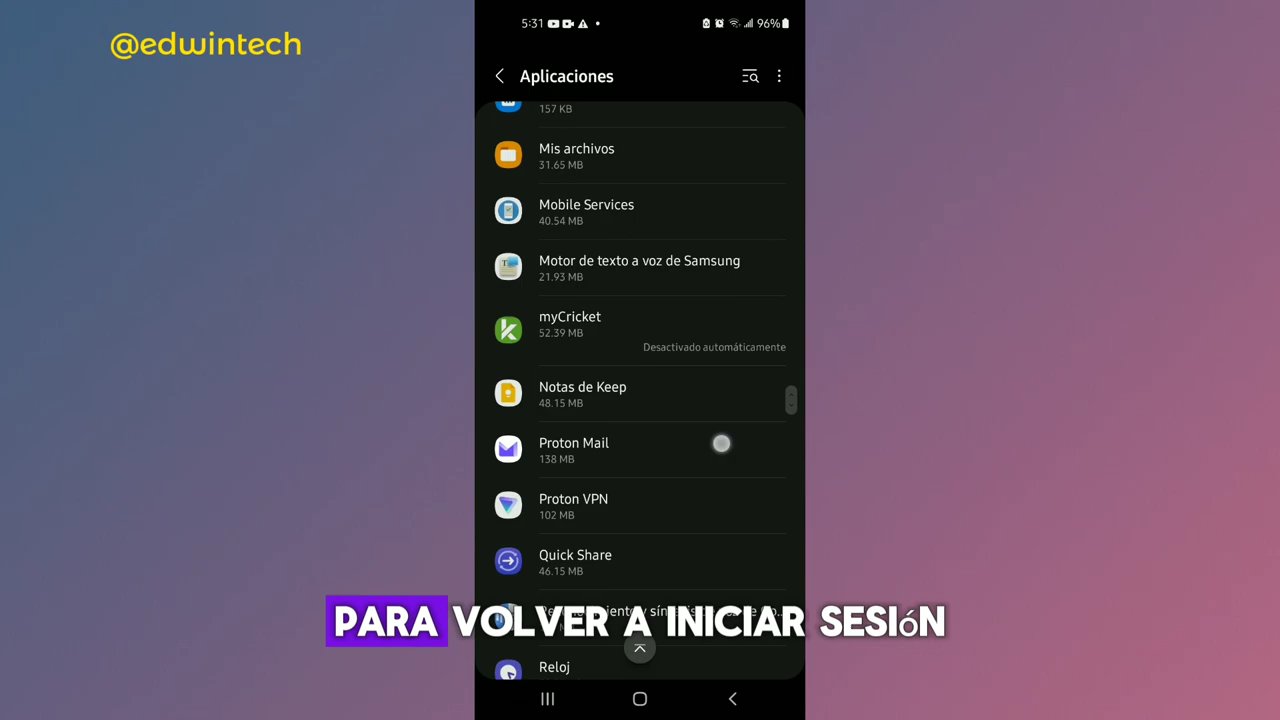 @edwintech
5:31
96%
Aplicaciones
157 KB
Mis archivos
31.65 MB
Mobile Services
40.54 MB
Motor de texto a voz de Samsung
21.93 MB
myCricket
52.39 MB
Desactivado automáticamente
Notas de Keep
48.15 MB
Proton Mail
138 MB
Proton VPN
102 MB
Quick Share
46.15 MB
PARA VOLVER A INICIAR SESIÓN
Reloj